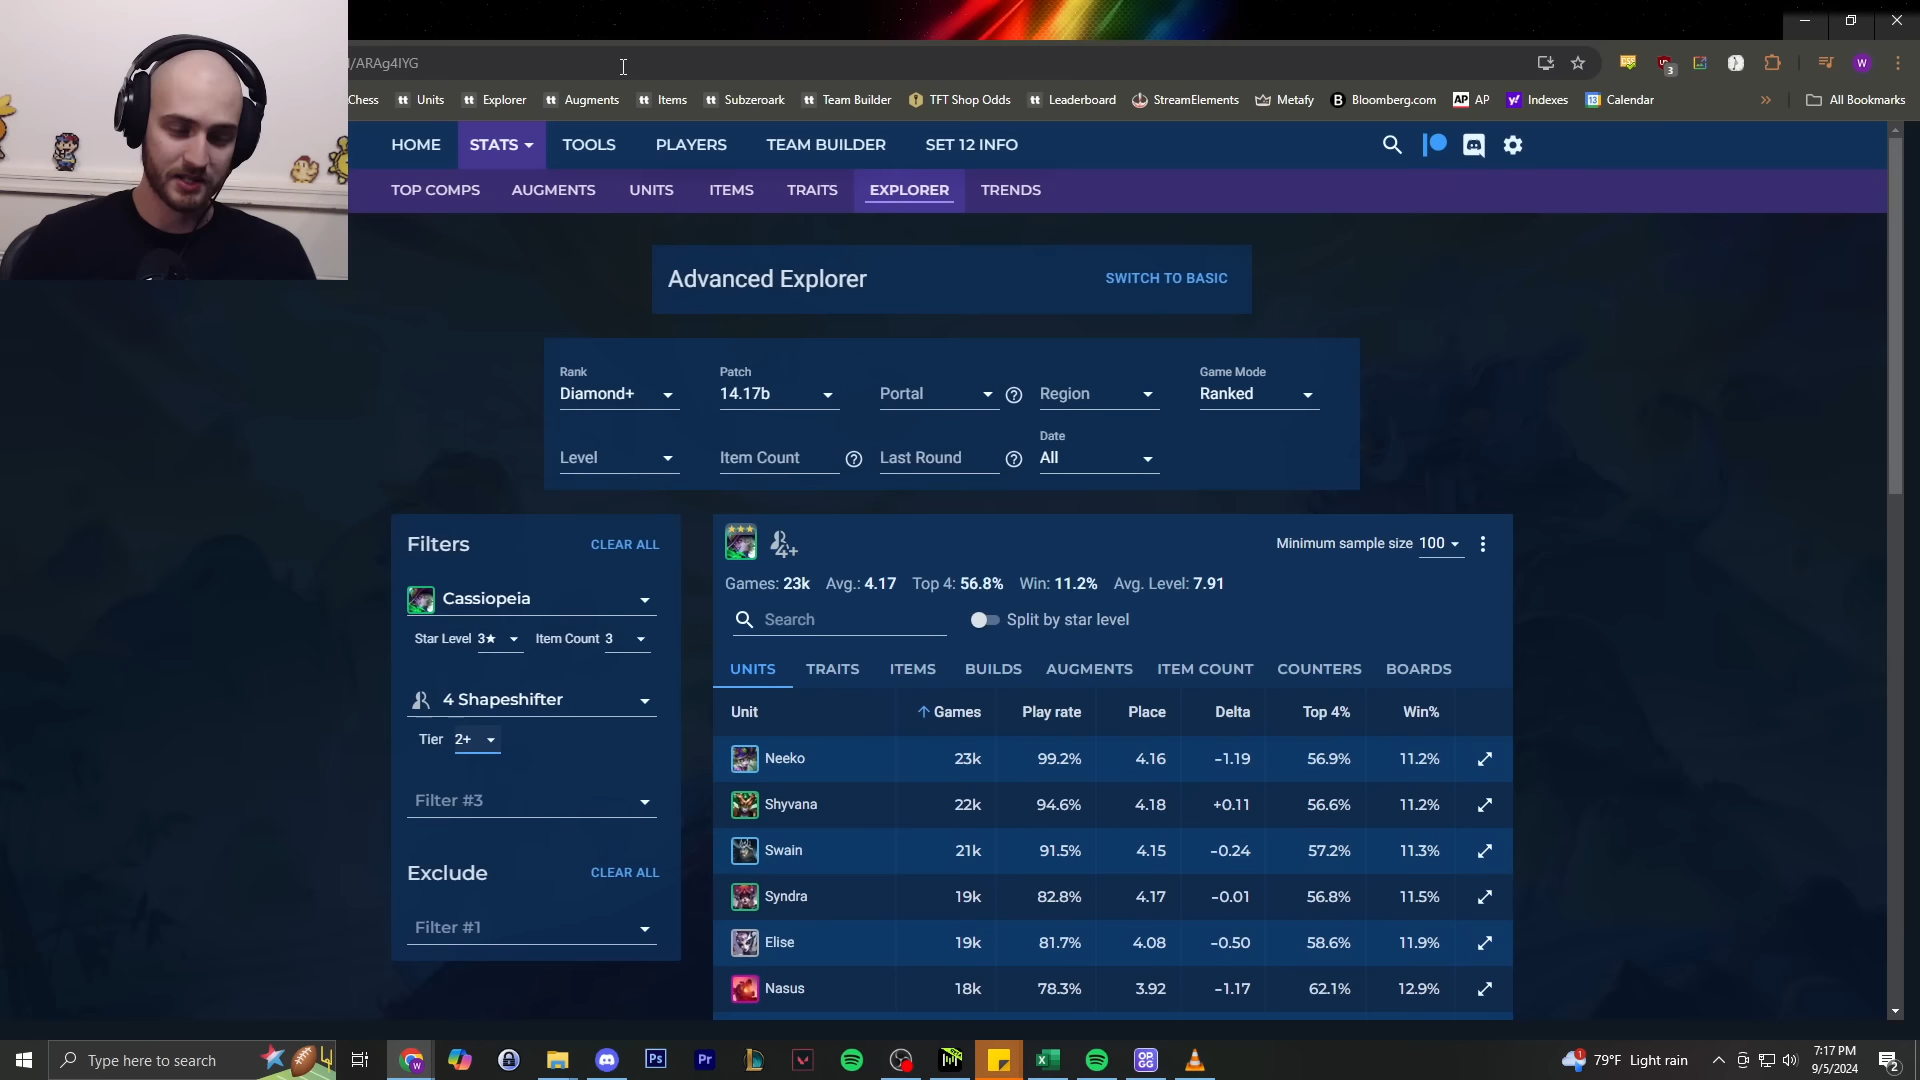 /ARAg4IYG
Chess Units Explorer Augments Items Subzeroark Team Builder TFT Shop Odds Leaderboard StreamElements Metafy Bloomberg.com AP AP Indexes Calendar » All Bookmarks
HOME STATS TOOLS PLAYERS TEAM BUILDER SET 12 INFO
TOP COMPS AUGMENTS UNITS ITEMS TRAITS EXPLORER TRENDS
Advanced Explorer SWITCH TO BASIC
Rank Patch Game Mode
Diamond+ 14.17b Portal Region Ranked
Date
Level Item Count Last Round All
Filters CLEAR ALL
Cassiopeia
Star Level 3★ Item Count 3
4 Shapeshifter
Tier 2+
Filter #3
Exclude CLEAR ALL
Filter #1
4+ Minimum sample size 100
Games: 23k Avg.: 4.17 Top 4: 56.8% Win: 11.2% Avg. Level: 7.91
Search Split by star level
UNITS TRAITS ITEMS BUILDS AUGMENTS ITEM COUNT COUNTERS BOARDS
Unit ↑ Games Play rate Place Delta Top 4% Win%
Neeko 23k 99.2% 4.16 -1.19 56.9% 11.2%
Shyvana 22k 94.6% 4.18 +0.11 56.6% 11.2%
Swain 21k 91.5% 4.15 -0.24 57.2% 11.3%
Syndra 19k 82.8% 4.17 -0.01 56.8% 11.5%
Elise 19k 81.7% 4.08 -0.50 58.6% 11.9%
Nasus 18k 78.3% 3.92 -1.17 62.1% 12.9%
Type here to search
79°F Light rain
7:17 PM
9/5/2024